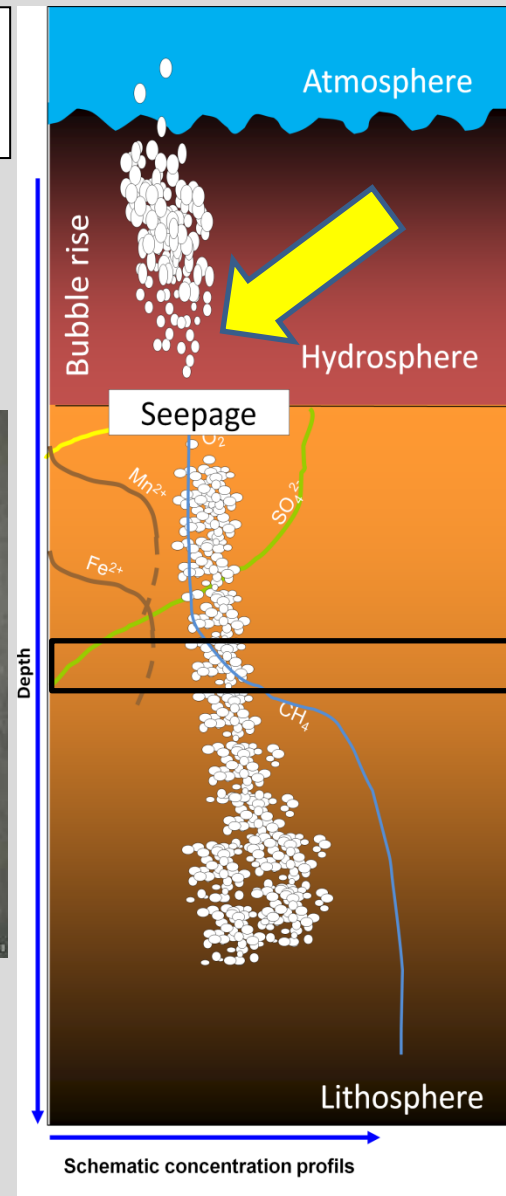 Atmosphere
Bubble rise
Hydrosphere
Seepage
O₂
Mn²⁺
SO₄²⁻
Fe²⁺
Depth
CH₄
Lithosphere
Schematic concentration profils